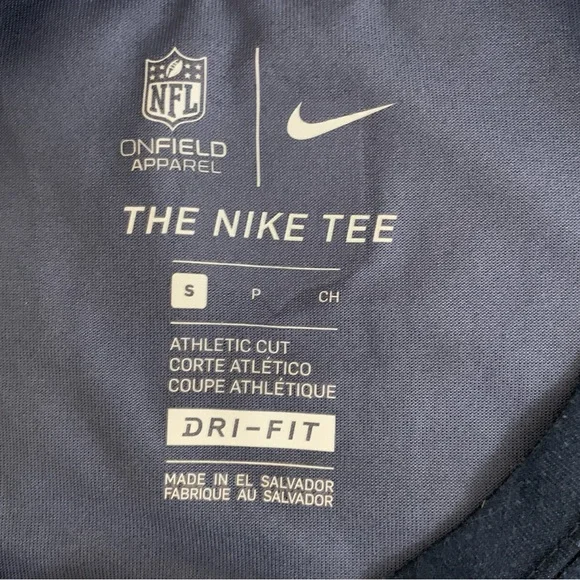 NFL
ONFIELD
APPAREL
THE NIKE TEE
S P CH
ATHLETIC CUT
CORTE ATLÉTICO
COUPE ATHLÉTIQUE
DRI-FIT
MADE IN EL SALVADOR
FABRIQUE AU SALVADOR